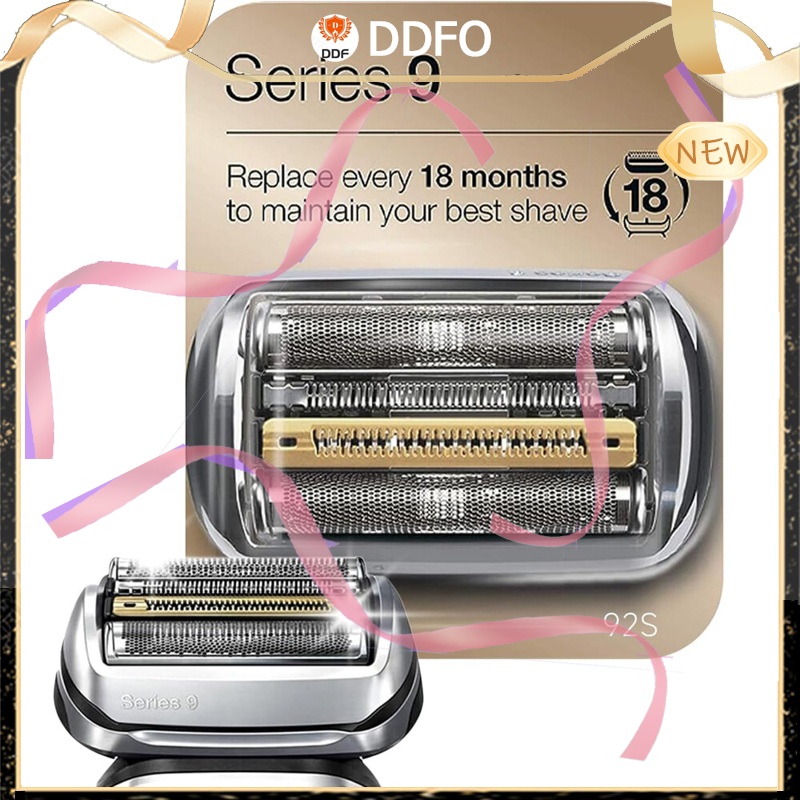 DDF
DDFO
Series 9
NEW
Replace every 18 months
to maintain your best shave
18
92S
Series 9